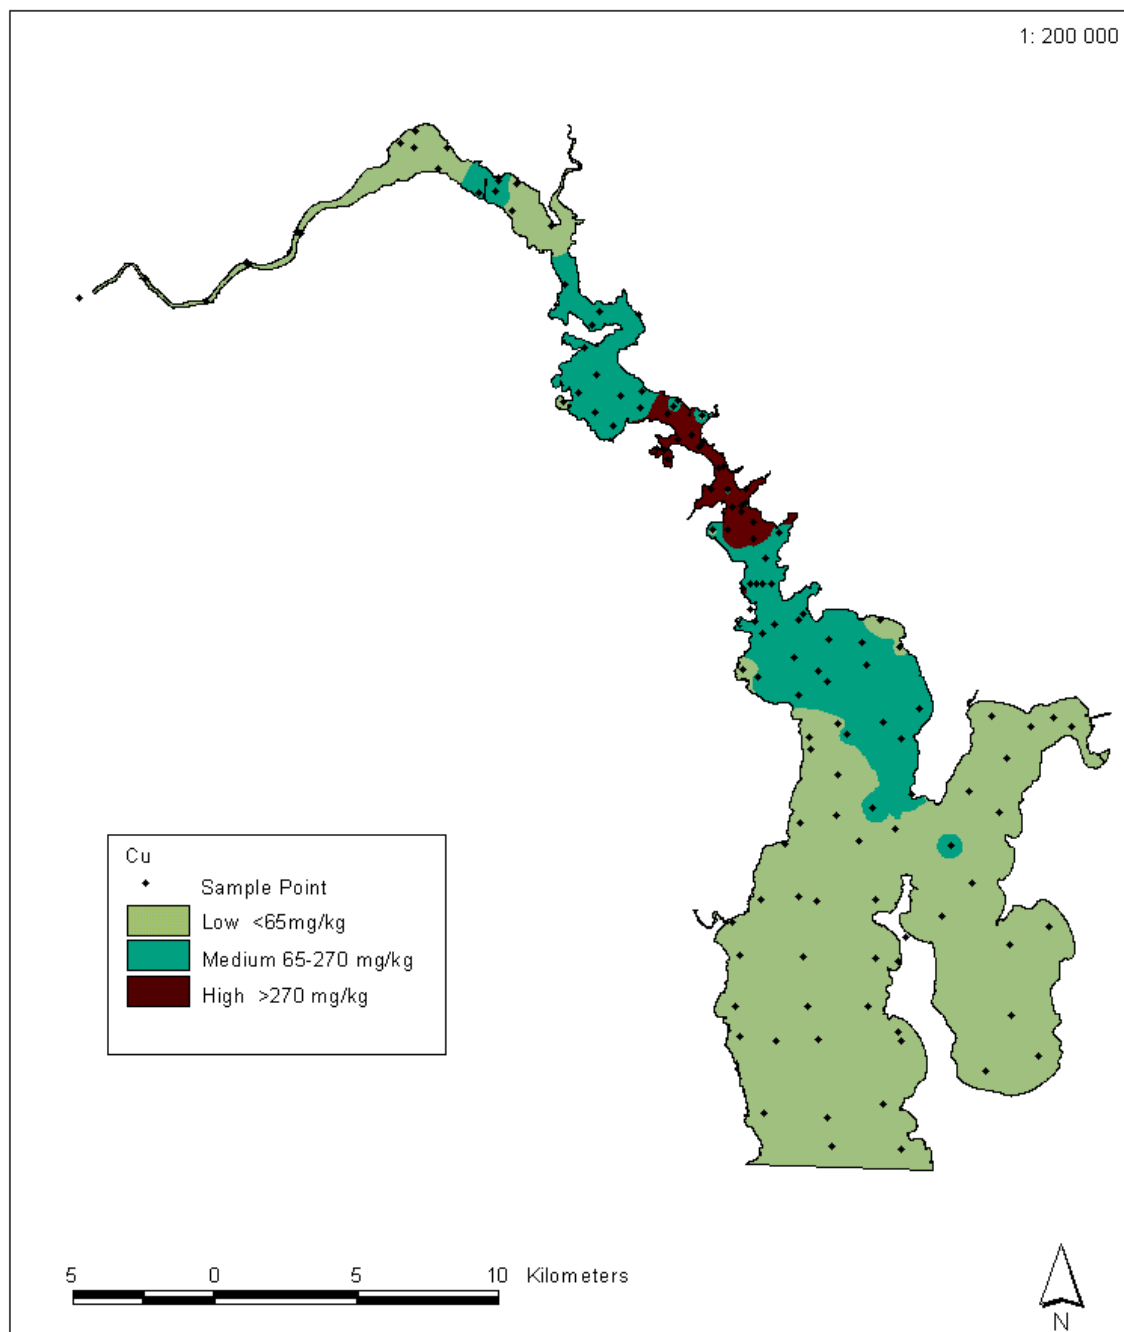 1: 200 000
Cu
Sample Point
Low <65mg/kg
Medium 65-270 mg/kg
High >270 mg/kg
5 0 5 10 Kilometers
N